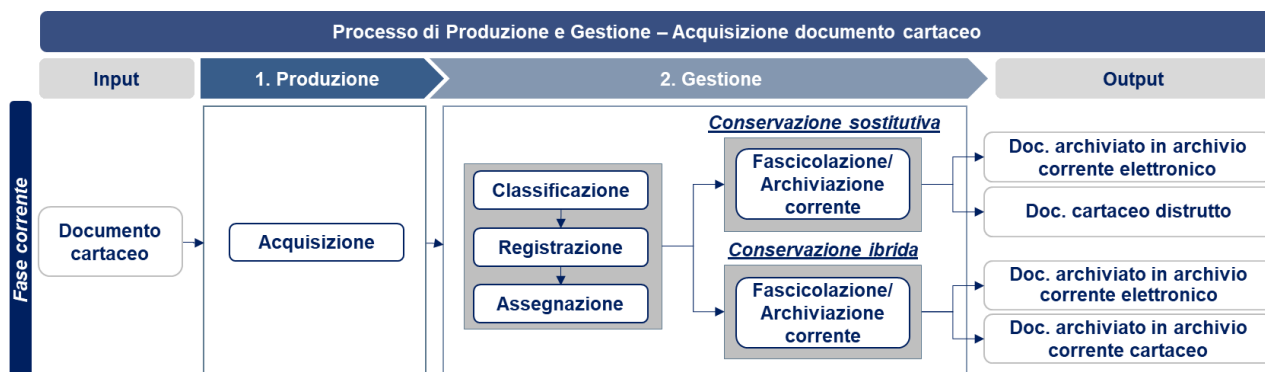 Processo di Produzione e Gestione – Acquisizione documento cartaceo
Input
1. Produzione
2. Gestione
Output
Fase corrente
Documento
cartaceo
Acquisizione
Classificazione
Registrazione
Assegnazione
Conservazione sostitutiva
Fascicolazione/
Archiviazione
corrente
Conservazione ibrida
Fascicolazione/
Archiviazione
corrente
Doc. archiviato in archivio
corrente elettronico
Doc. cartaceo distrutto
Doc. archiviato in archivio
corrente elettronico
Doc. archiviato in archivio
corrente cartaceo